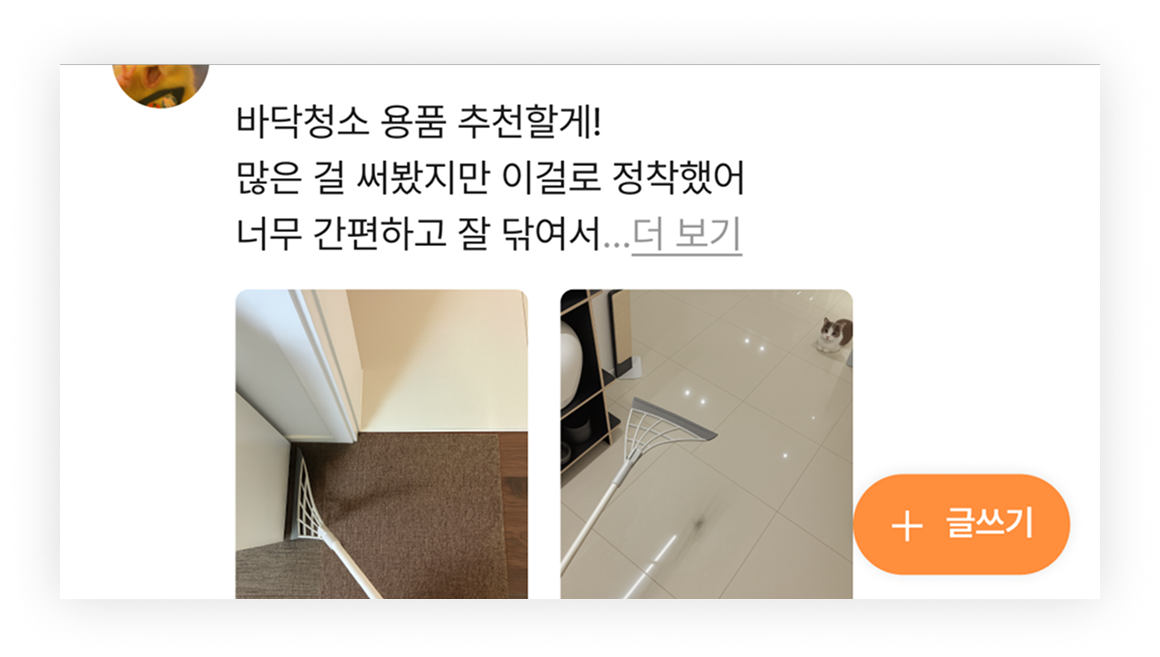 바닥청소 용품 추천할게!
많은 걸 써봤지만 이걸로 정착했어
너무 간편하고 잘 닦여서...더 보기
+ 글쓰기